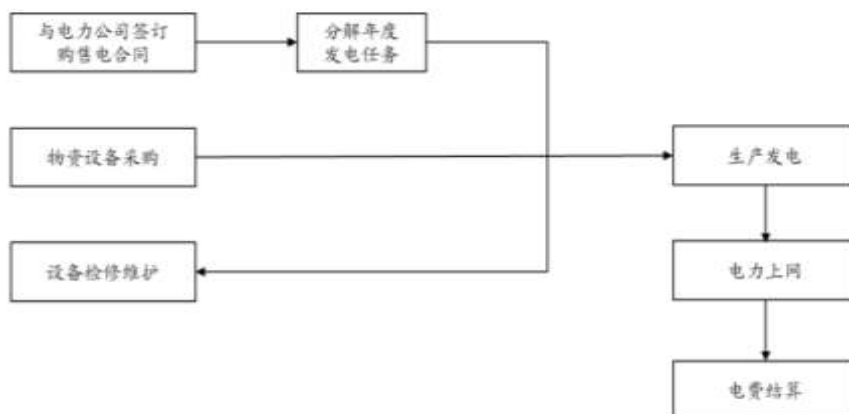 与电力公司签订
购售电合同
分解年度
发电任务
物资设备采购
生产发电
设备检修维护
电力上网
电费结算